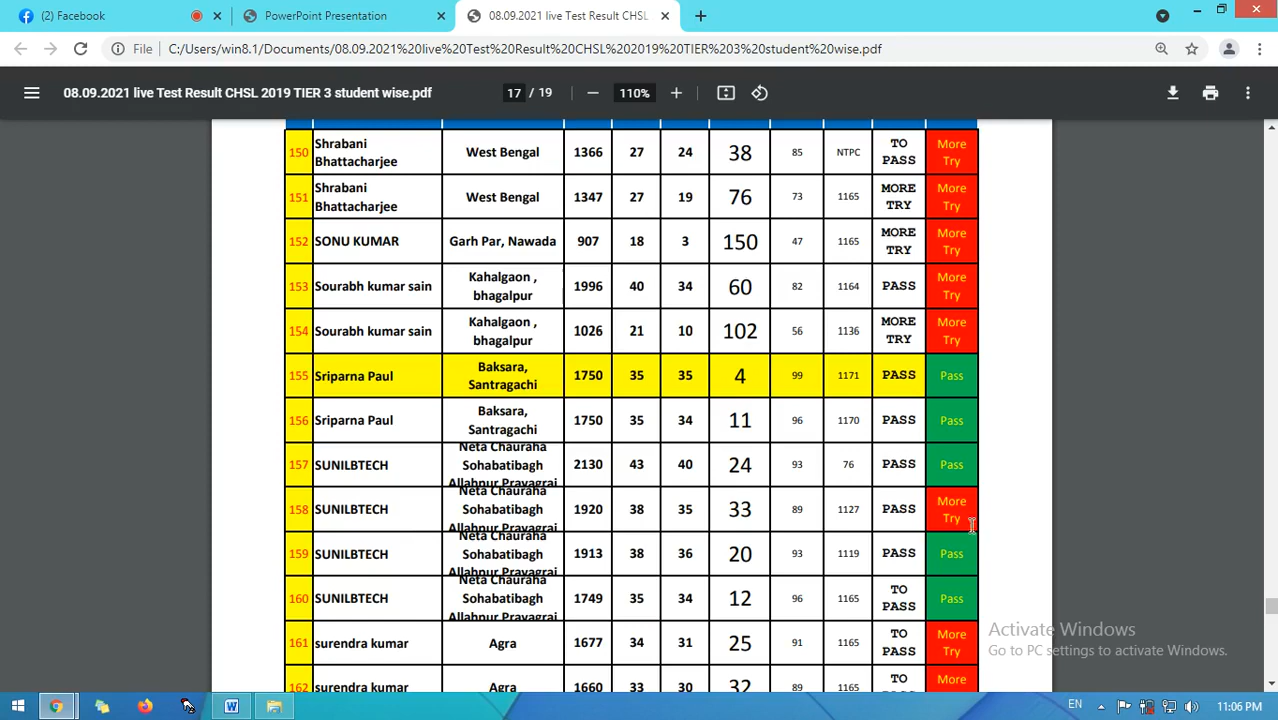 (2) Facebook
PowerPoint Presentation
08.09.2021 live Test Result CHSL
File
C:/Users/win8.1/Documents/08.09.2021%20live%20Test%20Result%20CHSL%202019%20TIER%203%20student%20wise.pdf
08.09.2021 live Test Result CHSL 2019 TIER 3 student wise.pdf
17 / 19
110%
150 Shrabani Bhattacharjee West Bengal 1366 27 24 38 85 NTPC TO PASS More Try
151 Shrabani Bhattacharjee West Bengal 1347 27 19 76 73 1165 MORE TRY More Try
152 SONU KUMAR Garh Par, Nawada 907 18 3 150 47 1165 MORE TRY More Try
153 Sourabh kumar sain Kahalgaon , bhagalpur 1996 40 34 60 82 1164 PASS More Try
154 Sourabh kumar sain Kahalgaon , bhagalpur 1026 21 10 102 56 1136 MORE TRY More Try
155 Sriparna Paul Baksara, Santragachi 1750 35 35 4 99 1171 PASS Pass
156 Sriparna Paul Baksara, Santragachi 1750 35 34 11 96 1170 PASS Pass
157 SUNILBTECH Neta Chauraha Sohabatibagh Allahpur Prayagraj 2130 43 40 24 93 76 PASS Pass
158 SUNILBTECH Neta Chauraha Sohabatibagh Allahpur Prayagraj 1920 38 35 33 89 1127 PASS More Try
159 SUNILBTECH Neta Chauraha Sohabatibagh Allahpur Prayagraj 1913 38 36 20 93 1119 PASS Pass
160 SUNILBTECH Neta Chauraha Sohabatibagh Allahpur Prayagraj 1749 35 34 12 96 1165 TO PASS Pass
161 surendra kumar Agra 1677 34 31 25 91 1165 TO PASS More Try
162 surendra kumar Agra 1660 33 30 32 89 1165 TO More
Activate Windows
Go to PC settings to activate Windows.
EN
11:06 PM